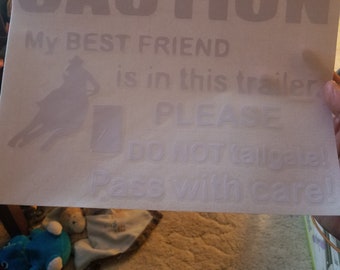 CAUTION
My BEST FRIEND
is in this trailer
PLEASE
DO NOT tailgate!
Pass with care!